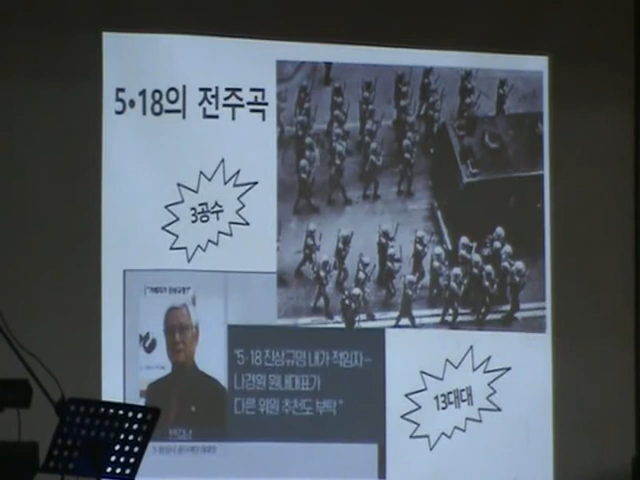 5•18의 전주곡
3공수
"5·18 진상규명 내가 적임자…
나경원 원내대표가
다른 위원 추천도 부탁"
13대대